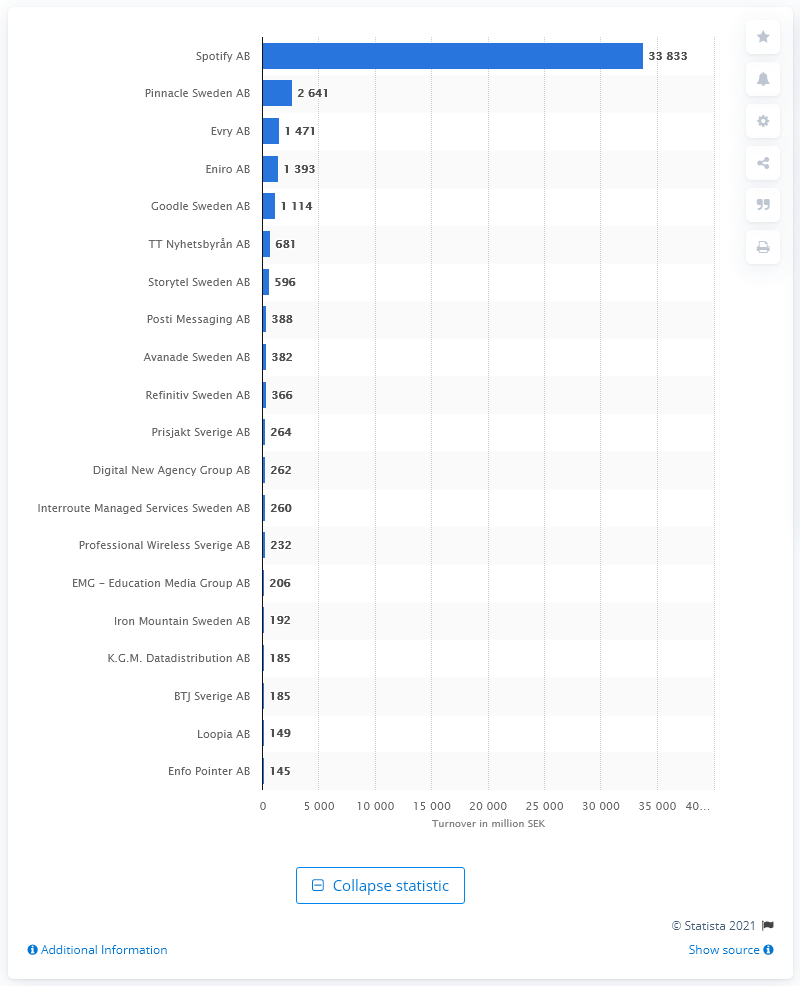 Spotify AB 33 833
Pinnacle Sweden AB 2 641
Evry AB 1 471
Eniro AB 1 393
Goodle Sweden AB 1 114
TT Nyhetsbyrån AB 681
Storytel Sweden AB 596
Posti Messaging AB 388
Avanade Sweden AB 382
Refinitiv Sweden AB 366
Prisjakt Sverige AB 264
Digital New Agency Group AB 262
Interroute Managed Services Sweden AB 260
Professional Wireless Sverige AB 232
EMG – Education Media Group AB 206
Iron Mountain Sweden AB 192
K.G.M. Datadistribution AB 185
BTJ Sverige AB 185
Loopia AB 149
Enfo Pointer AB 145
0 5 000 10 000 15 000 20 000 25 000 30 000 35 000 40…
Turnover in million SEK
Collapse statistic
© Statista 2021
Additional Information Show source